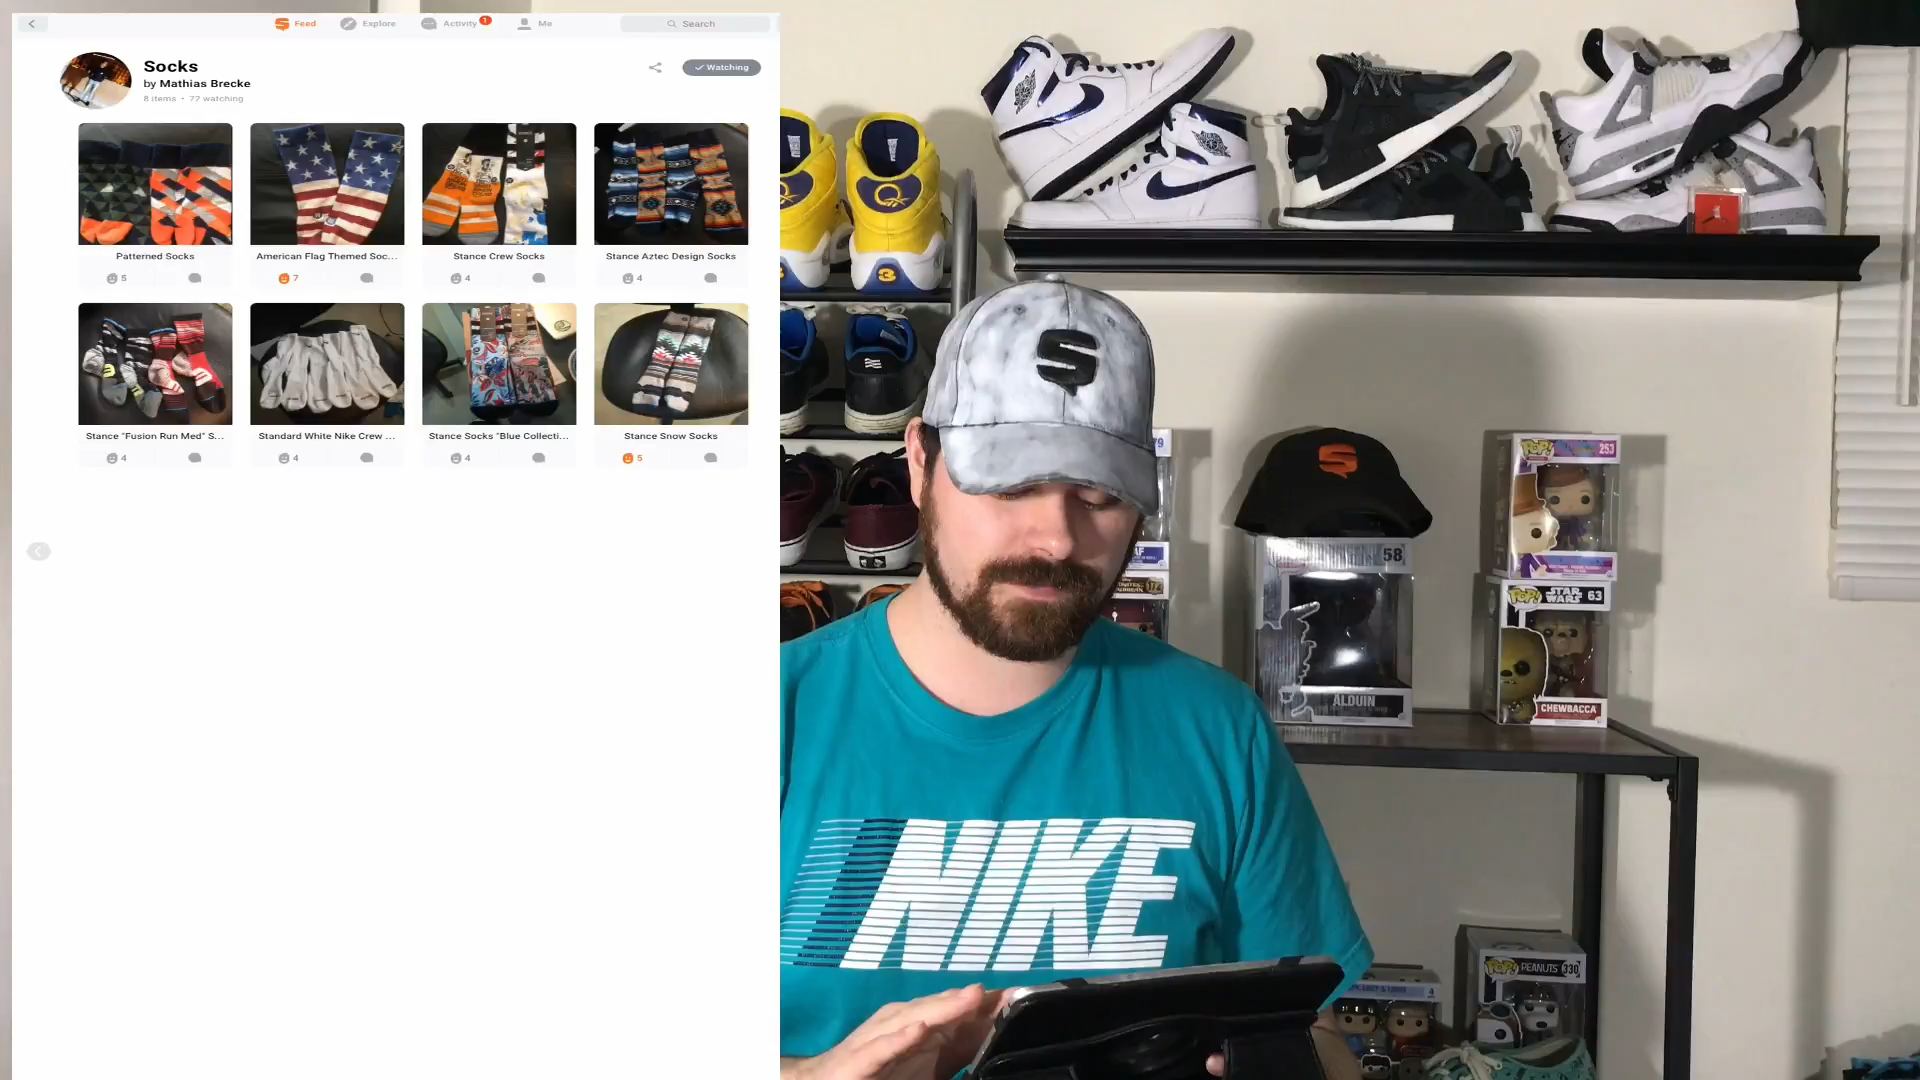 Feed Explore Activity 1 Me Search
Socks
by Mathias Brecke
8 items • 77 watching
Watching
Patterned Socks
American Flag Themed Soc...
Stance Crew Socks
Stance Aztec Design Socks
5
7
4
4
Stance "Fusion Run Med" S...
Standard White Nike Crew ...
Stance Socks "Blue Collecti...
Stance Snow Socks
4
4
4
5
3
S
58
ALDUIN
POP! 253
POP! STAR WARS 63
CHEWBACCA
NIKE
POP! PEANUTS 330